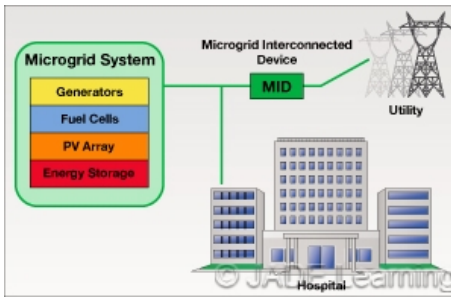 Microgrid System
Generators
Fuel Cells
PV Array
Energy Storage
Microgrid Interconnected
Device
MID
Utility
Hospital
© JADE Learning